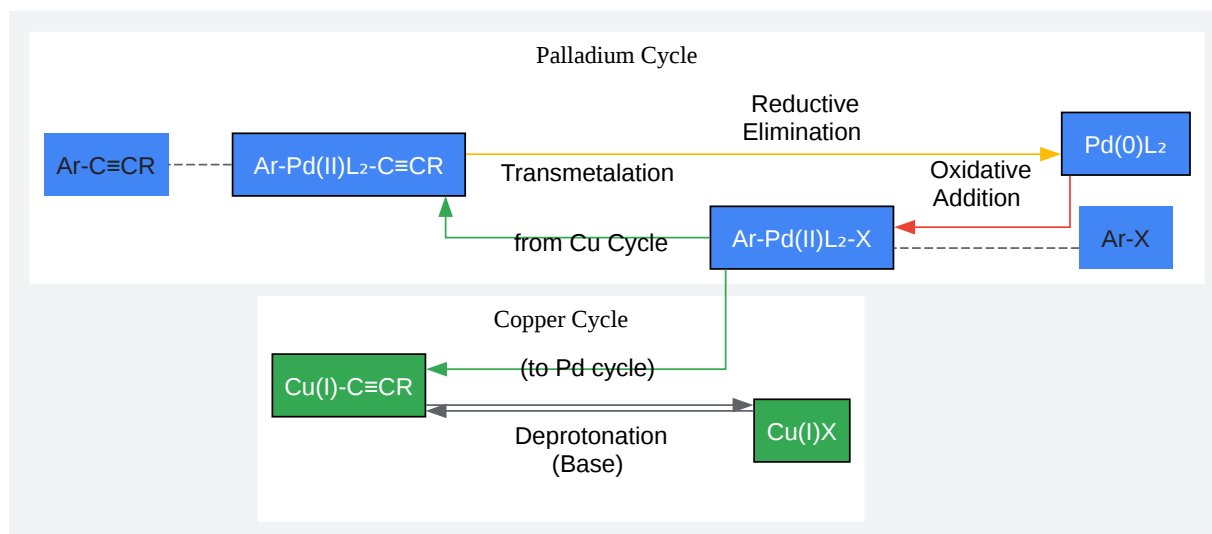 Palladium Cycle
Reductive
Elimination
Pd(0)L₂
Ar-C≡CR
Ar-Pd(II)L₂-C≡CR
Transmetalation
Oxidative
Addition
from Cu Cycle
Ar-Pd(II)L₂-X
Ar-X
Copper Cycle
(to Pd cycle)
Cu(I)-C≡CR
Cu(I)X
Deprotonation
(Base)